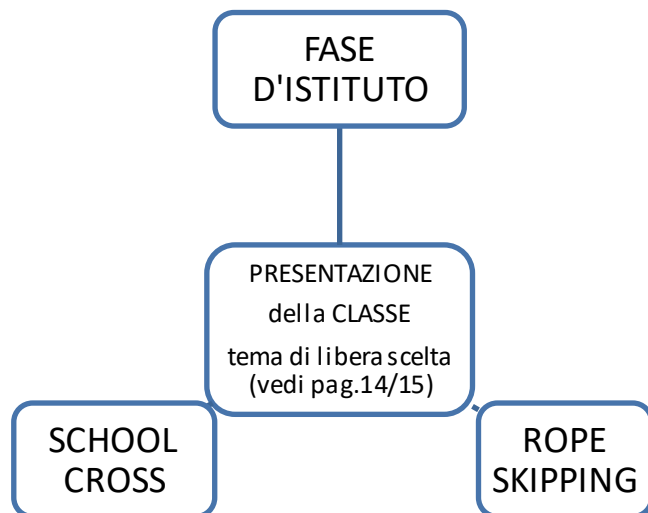 FASE
D'ISTITUTO
PRESENTAZIONE
della CLASSE
tema di libera scelta
(vedi pag.14/15)
SCHOOL
CROSS
ROPE
SKIPPING